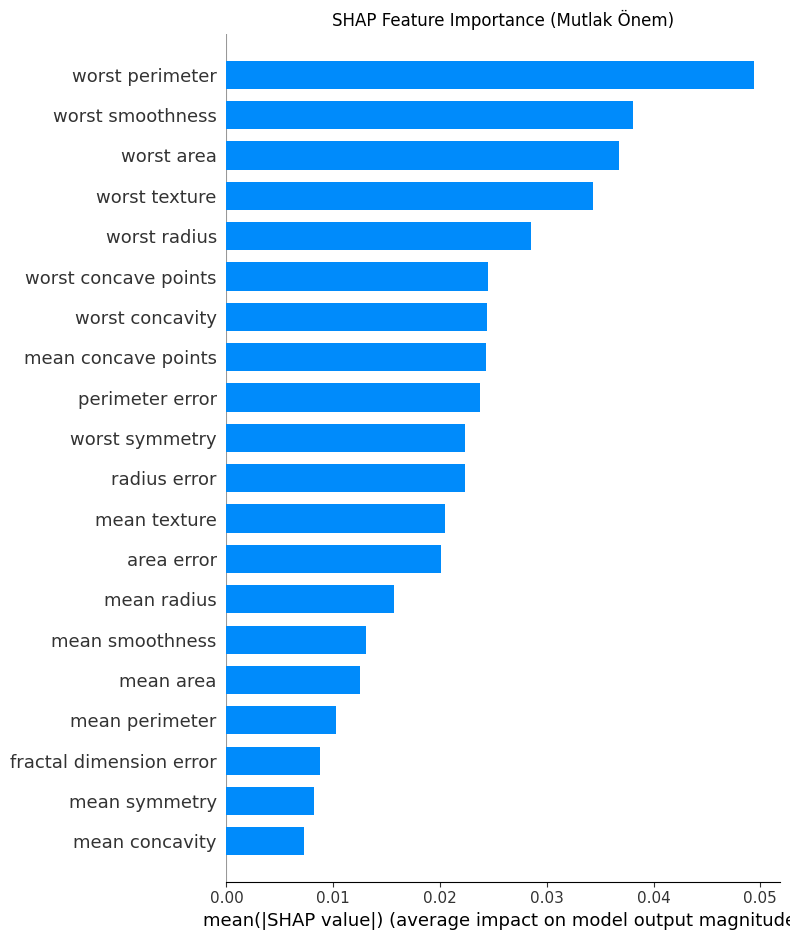 SHAP Feature Importance (Mutlak Önem)
worst perimeter
worst smoothness
worst area
worst texture
worst radius
worst concave points
worst concavity
mean concave points
perimeter error
worst symmetry
radius error
mean texture
area error
mean radius
mean smoothness
mean area
mean perimeter
fractal dimension error
mean symmetry
mean concavity
0.00 0.01 0.02 0.03 0.04 0.05
mean(|SHAP value|) (average impact on model output magnitude